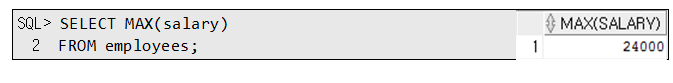 SQL> SELECT MAX(salary)
2 FROM employees;
MAX(SALARY)
1 24000